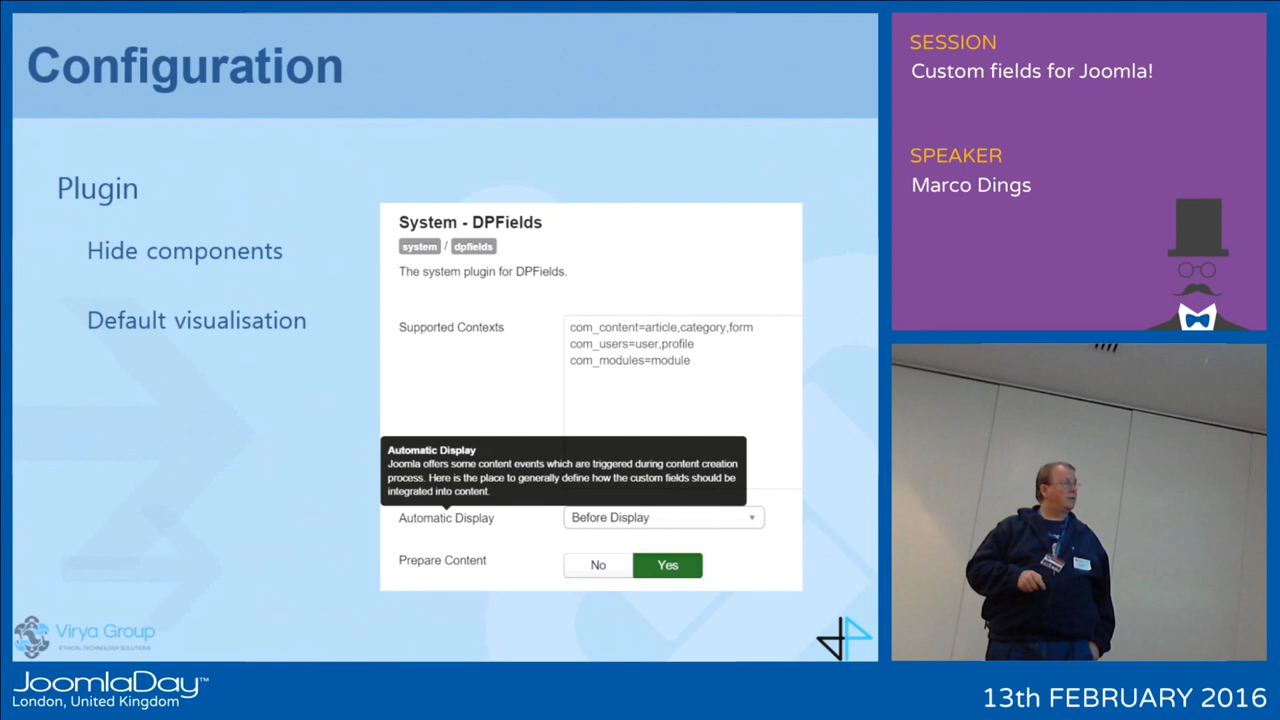 Configuration
Plugin
Hide components
Default visualisation
System - DPFields
system / dpfields
The system plugin for DPFields.
Supported Contexts
com_content=article,category,form
com_users=user,profile
com_modules=module
Automatic Display
Joomla offers some content events which are triggered during content creation
process. Here is the place to generally define how the custom fields should be
integrated into content.
Automatic Display
Before Display
Prepare Content
No
Yes
Virya Group
ETHICAL TECHNOLOGY SOLUTIONS
SESSION
Custom fields for Joomla!
SPEAKER
Marco Dings
JoomlaDay™
London, United Kingdom
13th FEBRUARY 2016